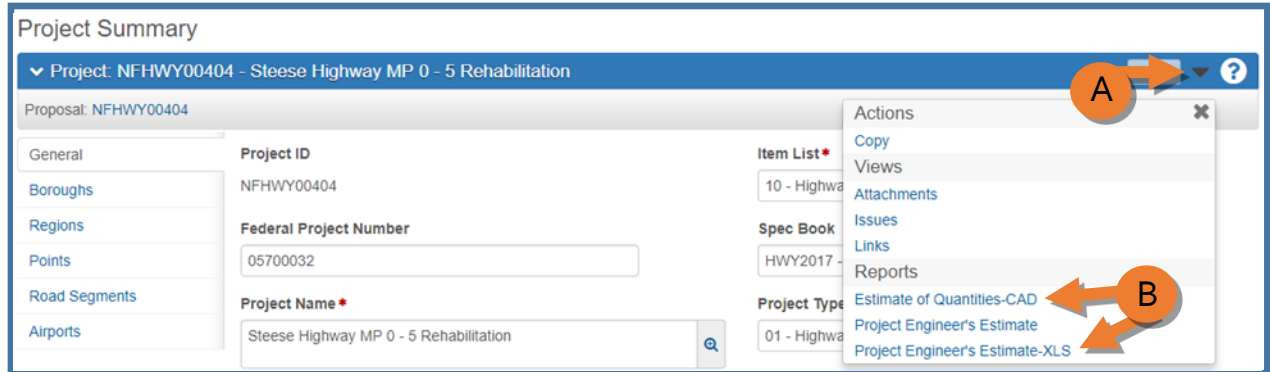 Project Summary
Project: NFHWY00404 - Steese Highway MP 0 - 5 Rehabilitation
?
A
Proposal: NFHWY00404
Actions
Copy
Views
Attachments
Issues
Links
Reports
Estimate of Quantities-CAD
Project Engineer's Estimate
Project Engineer's Estimate-XLS
B
General
Boroughs
Regions
Points
Road Segments
Airports
Project ID
NFHWY00404
Federal Project Number
05700032
Project Name*
Steese Highway MP 0 - 5 Rehabilitation
Item List*
10 - Highwa
Spec Book
HWY2017 -
Project Type
01 - Highwa